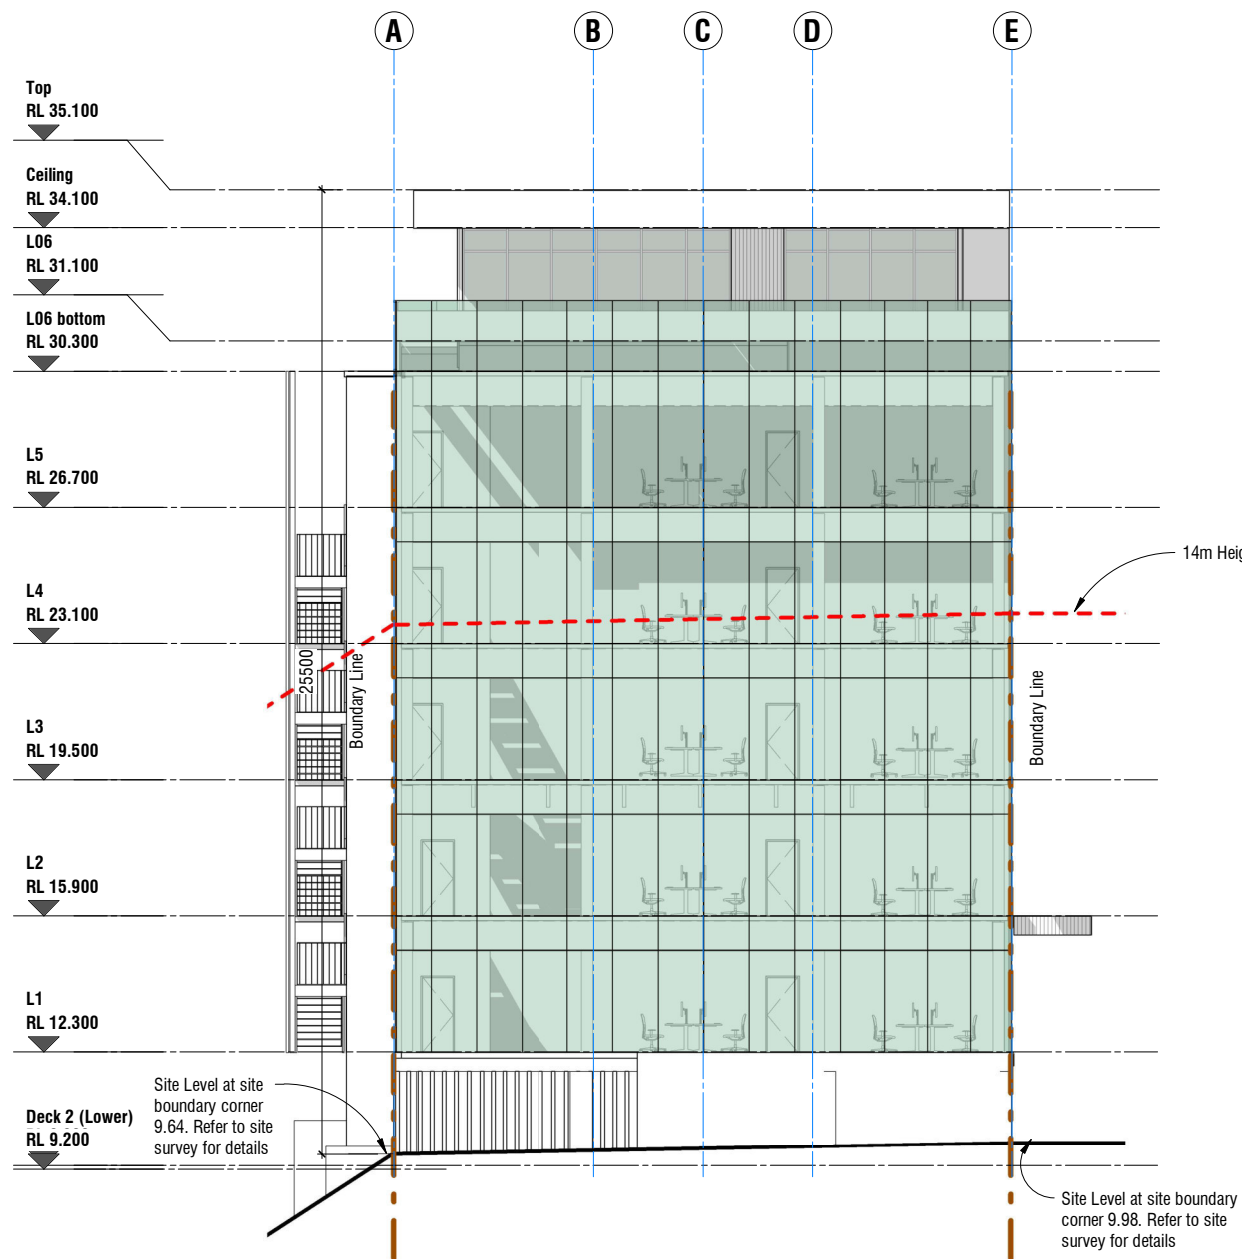 A B C D E
Top
RL 35.100
Ceiling
RL 34.100
L06
RL 31.100
L06 bottom
RL 30.300
L5
RL 26.700
14m
L4
RL 23.100
25500
Boundary Line
Boundary Line
L3
RL 19.500
L2
RL 15.900
L1
RL 12.300
Site Level at site
boundary corner
9.64. Refer to site
survey for details
Deck 2 (Lower)
RL 9.200
Site Level at site boundary
corner 9.98. Refer to site
survey for details